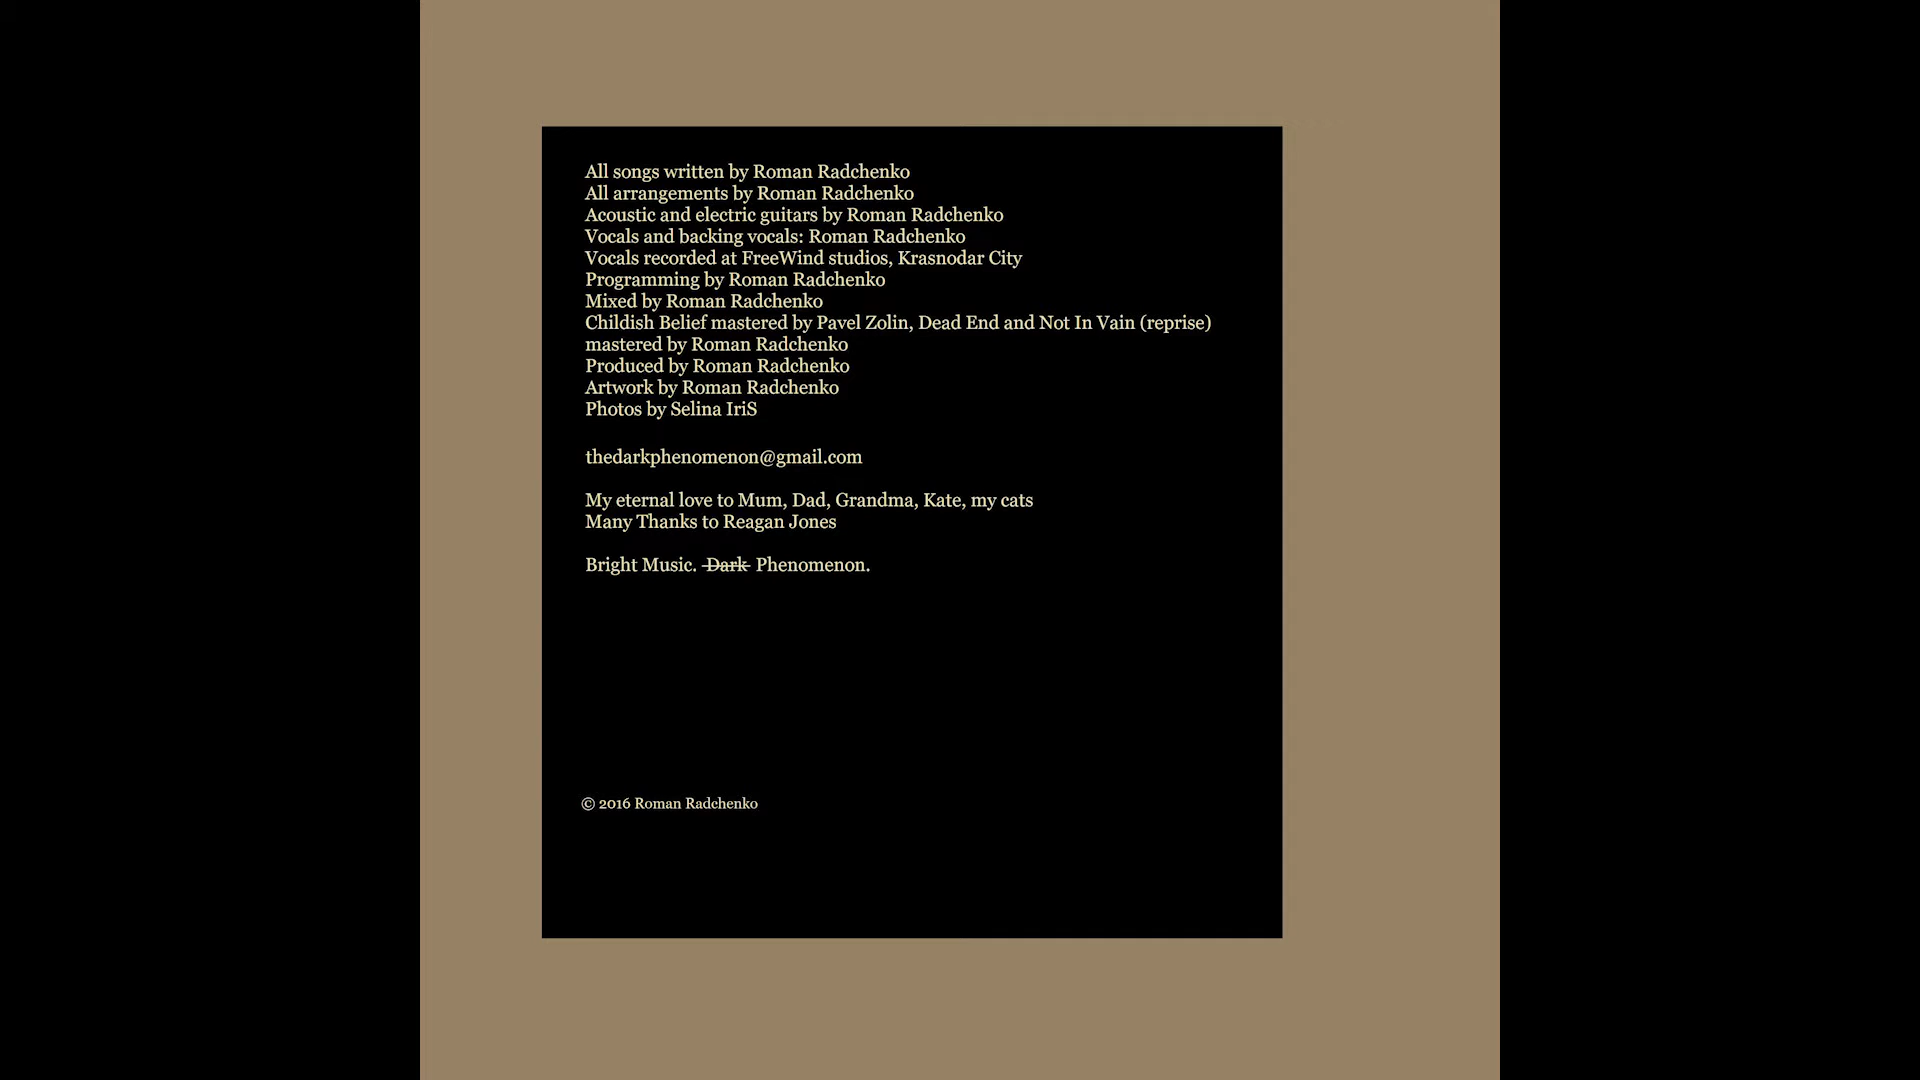 All songs written by Roman Radchenko
All arrangements by Roman Radchenko
Acoustic and electric guitars by Roman Radchenko
Vocals and backing vocals: Roman Radchenko
Vocals recorded at FreeWind studios, Krasnodar City
Programming by Roman Radchenko
Mixed by Roman Radchenko
Childish Belief mastered by Pavel Zolin, Dead End and Not In Vain (reprise)
mastered by Roman Radchenko
Produced by Roman Radchenko
Artwork by Roman Radchenko
Photos by Selina IriS
thedarkphenomenon@gmail.com
My eternal love to Mum, Dad, Grandma, Kate, my cats
Many Thanks to Reagan Jones
Bright Music. Dark Phenomenon.
© 2016 Roman Radchenko